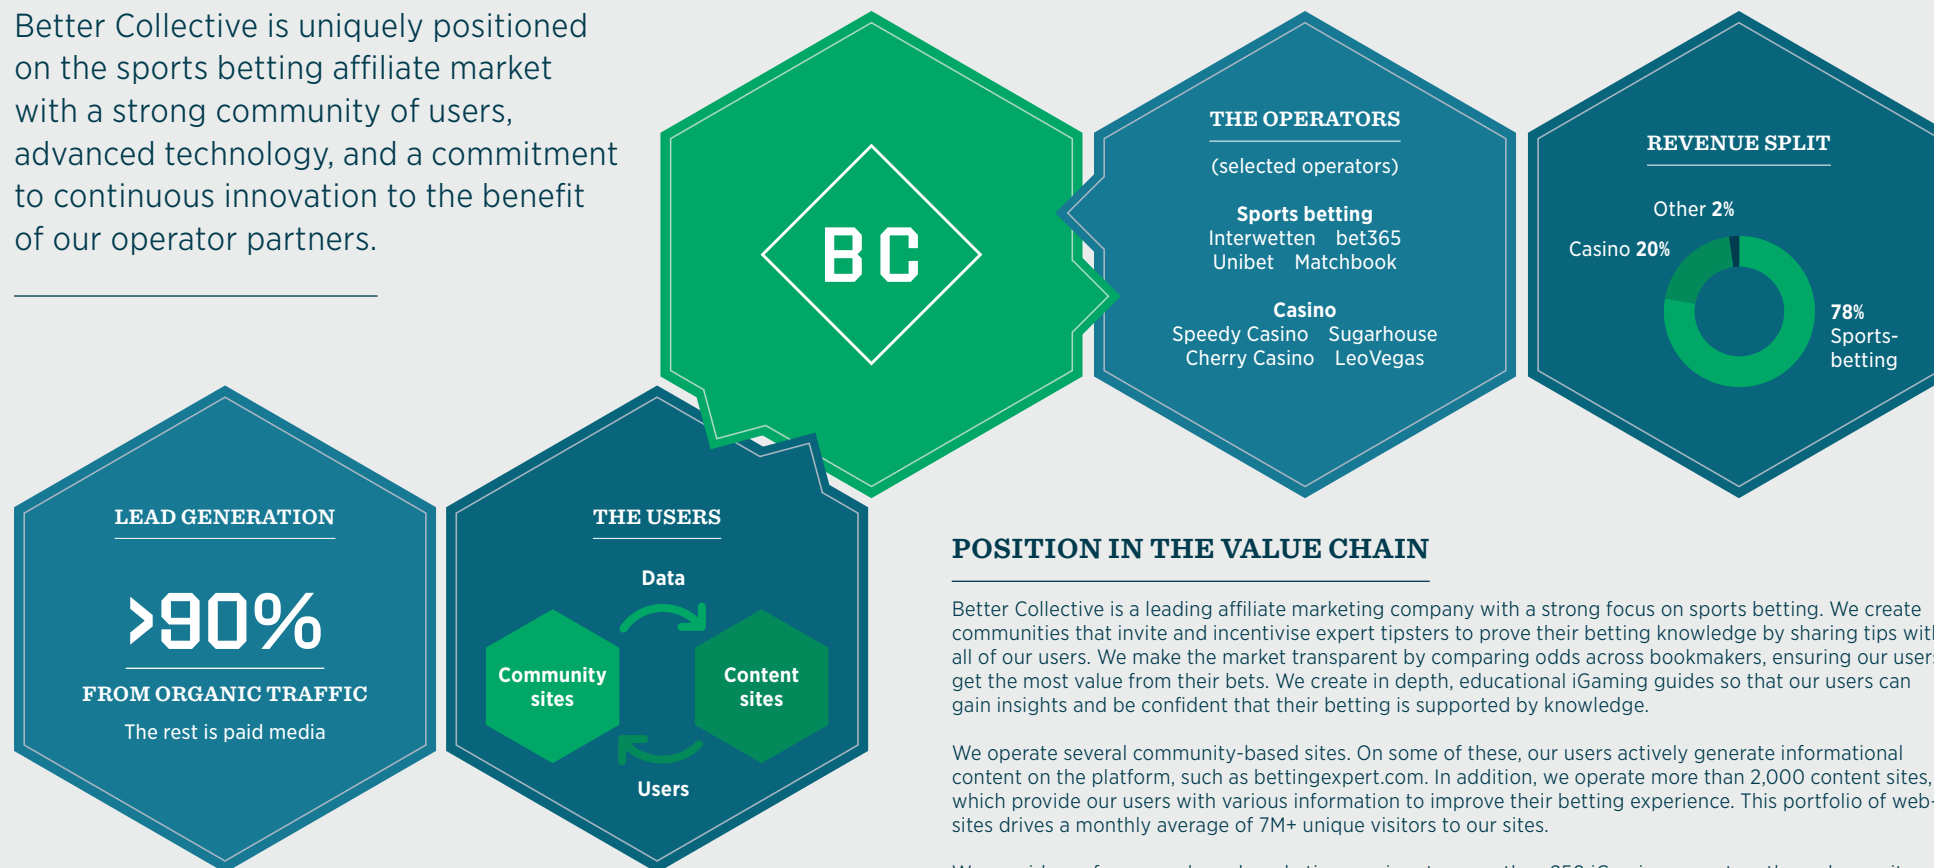 Better Collective is uniquely positioned
on the sports betting affiliate market
with a strong community of users,
advanced technology, and a commitment
to continuous innovation to the benefit
of our operator partners.
BC
THE OPERATORS
(selected operators)
Sports betting
Interwetten bet365
Unibet Matchbook
Casino
Speedy Casino Sugarhouse
Cherry Casino LeoVegas
REVENUE SPLIT
Other 2%
Casino 20%
78%
Sports-
betting
LEAD GENERATION
>90%
FROM ORGANIC TRAFFIC
The rest is paid media
THE USERS
Data
Community
sites
Content
sites
Users
POSITION IN THE VALUE CHAIN
Better Collective is a leading affiliate marketing company with a strong focus on sports betting. We create
communities that invite and incentivise expert tipsters to prove their betting knowledge by sharing tips with
all of our users. We make the market transparent by comparing odds across bookmakers, ensuring our users
get the most value from their bets. We create in depth, educational iGaming guides so that our users can
gain insights and be confident that their betting is supported by knowledge.
We operate several community-based sites. On some of these, our users actively generate informational
content on the platform, such as bettingexpert.com. In addition, we operate more than 2,000 content sites,
which provide our users with various information to improve their betting experience. This portfolio of web-
sites drives a monthly average of 7M+ unique visitors to our sites.